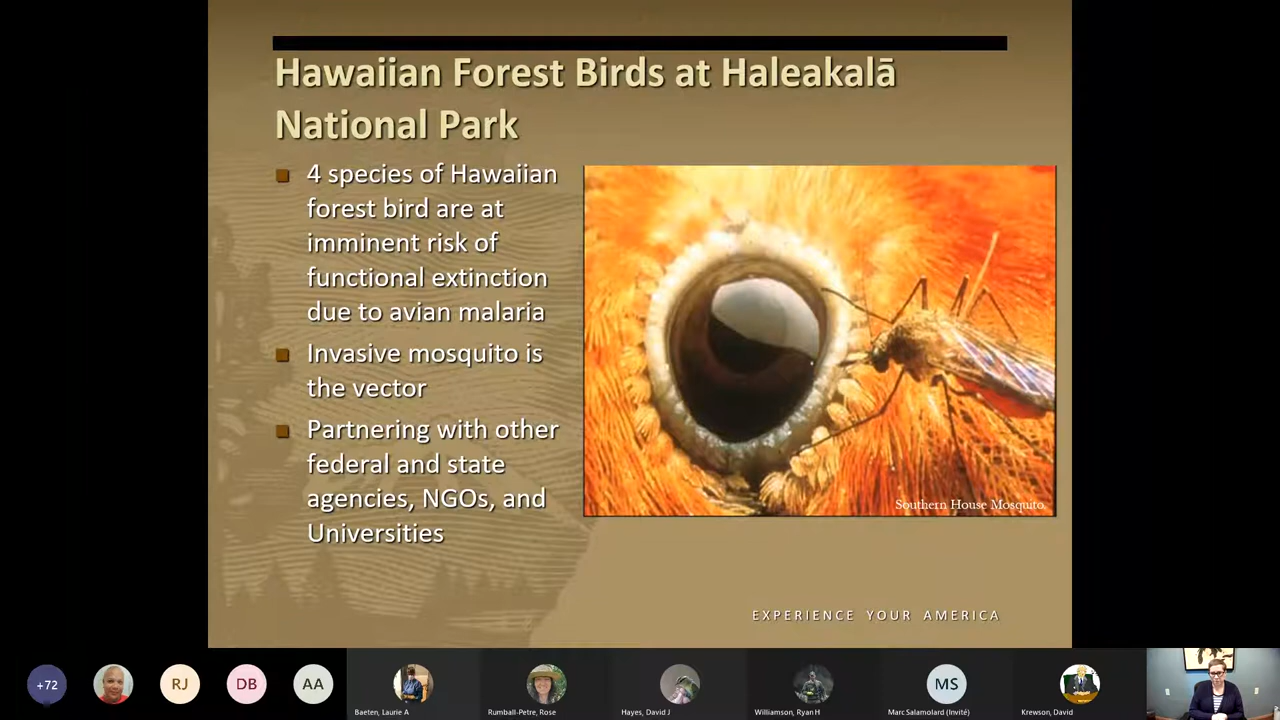 Hawaiian Forest Birds at Haleakalā
National Park
4 species of Hawaiian
forest bird are at
imminent risk of
functional extinction
due to avian malaria
Invasive mosquito is
the vector
Partnering with other
federal and state
agencies, NGOs, and
Universities
Southern House Mosquito
EXPERIENCE YOUR AMERICA
+72
RJ
DB
AA
MS
Baeten, Laurie A
Rumball-Petre, Rose
Hayes, David J
Williamson, Ryan H
Marc Salamolard (Invité)
Krewson, David